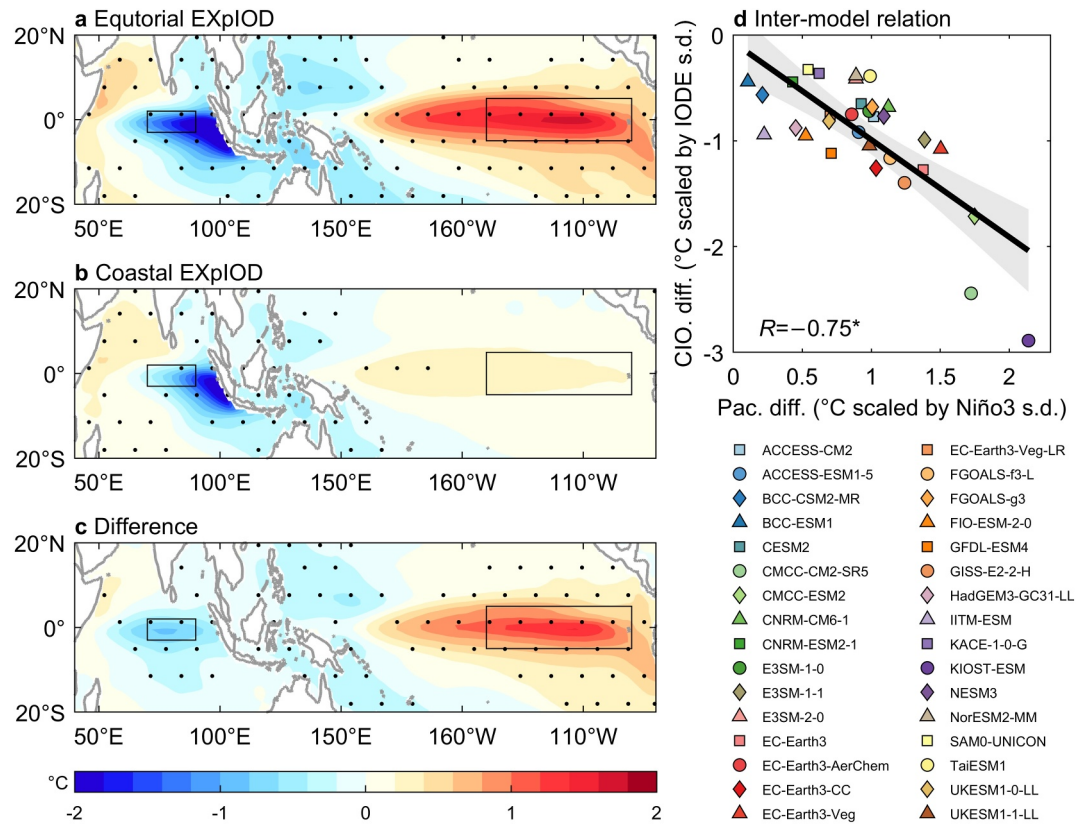 a Equtorial EXpIOD
20°N
0°
20°S
50°E 100°E 150°E 160°W 110°W
b Coastal EXpIOD
20°N
0°
20°S
50°E 100°E 150°E 160°W 110°W
c Difference
20°N
0°
20°S
50°E 100°E 150°E 160°W 110°W
°C
-2 -1 0 1 2
d Inter-model relation
CIO. diff. (°C scaled by IODE s.d.)
0
-1
-2
-3
R=−0.75*
0 0.5 1 1.5 2
Pac. diff. (°C scaled by Niño3 s.d.)
ACCESS-CM2
ACCESS-ESM1-5
BCC-CSM2-MR
BCC-ESM1
CESM2
CMCC-CM2-SR5
CMCC-ESM2
CNRM-CM6-1
CNRM-ESM2-1
E3SM-1-0
E3SM-1-1
E3SM-2-0
EC-Earth3
EC-Earth3-AerChem
EC-Earth3-CC
EC-Earth3-Veg
EC-Earth3-Veg-LR
FGOALS-f3-L
FGOALS-g3
FIO-ESM-2-0
GFDL-ESM4
GISS-E2-2-H
HadGEM3-GC31-LL
IITM-ESM
KACE-1-0-G
KIOST-ESM
NESM3
NorESM2-MM
SAM0-UNICON
TaiESM1
UKESM1-0-LL
UKESM1-1-LL